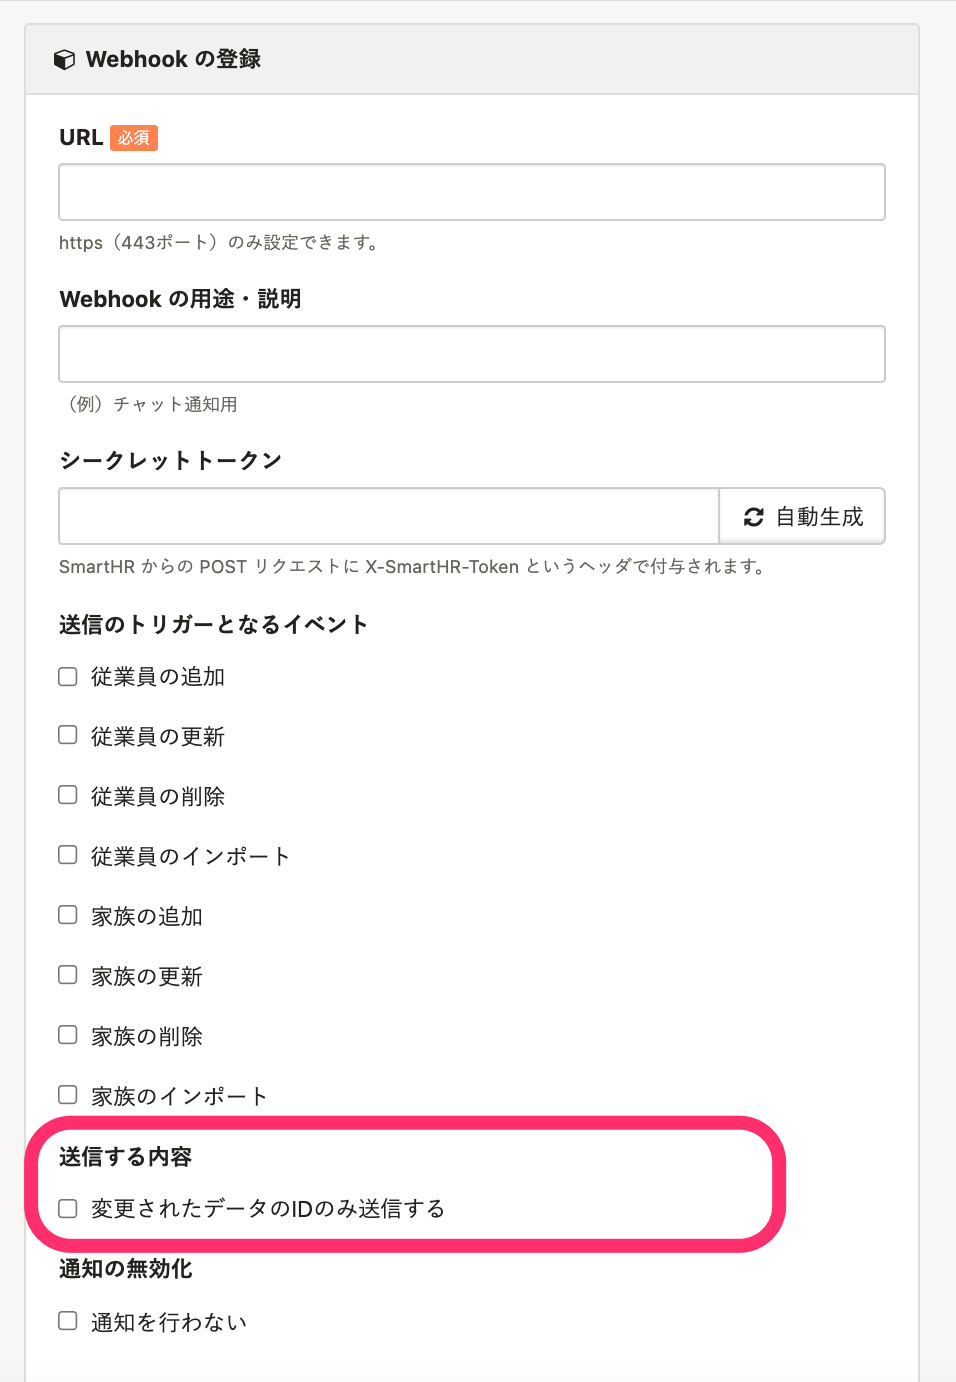 Webhook の登録
URL 必須
https（443ポート）のみ設定できます。
Webhook の用途・説明
（例）チャット通知用
シークレットトークン
自動生成
SmartHR からの POST リクエストに X-SmartHR-Token というヘッダで付与されます。
送信のトリガーとなるイベント
従業員の追加
従業員の更新
従業員の削除
従業員のインポート
家族の追加
家族の更新
家族の削除
家族のインポート
送信する内容
変更されたデータのIDのみ送信する
通知の無効化
通知を行わない